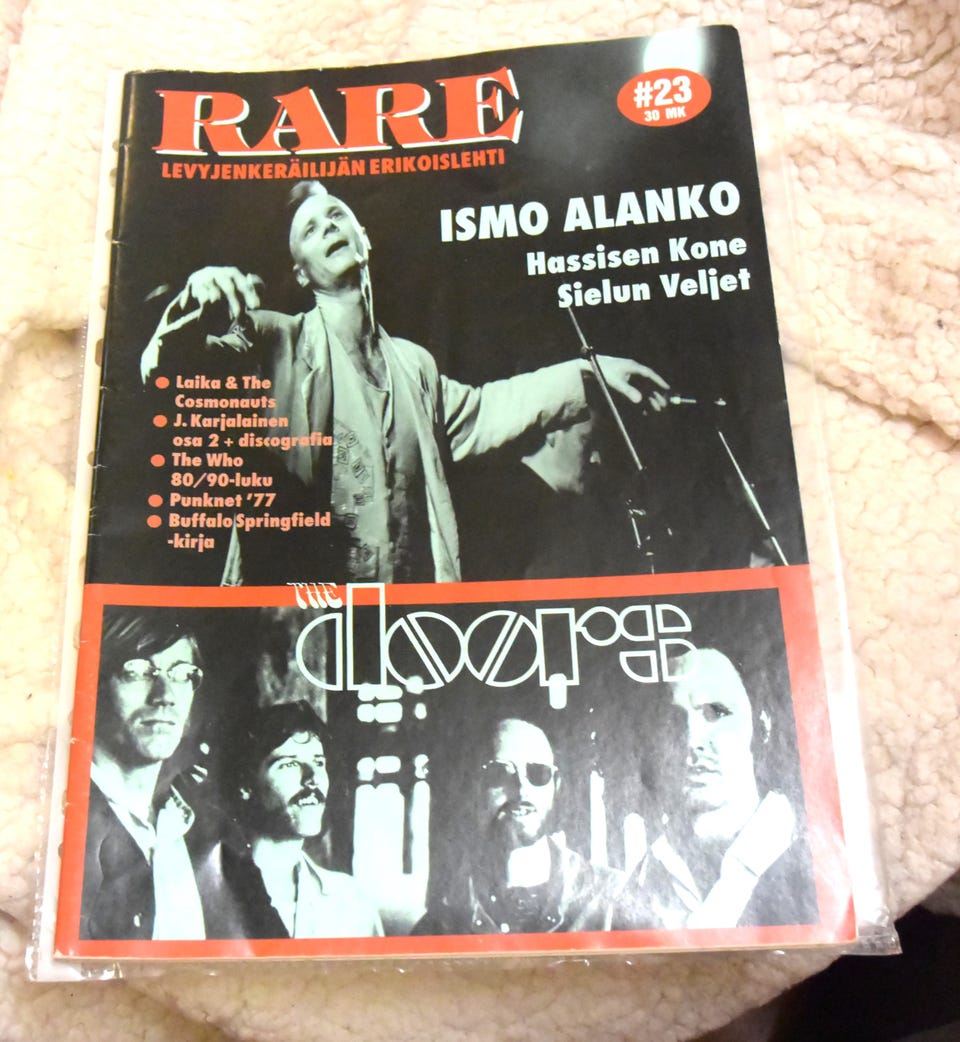 RARE
LEVYJENKERÄILIJÄN ERIKOISLEHTI
#23
30 MK
ISMO ALANKO
Hassisen Kone
Sielun Veljet
● Laika & The
Cosmonauts
● J. Karjalainen
osa 2 + discografia
● The Who
80/90-luku
● Punknet '77
● Buffalo Springfield
-kirja
THE
doors